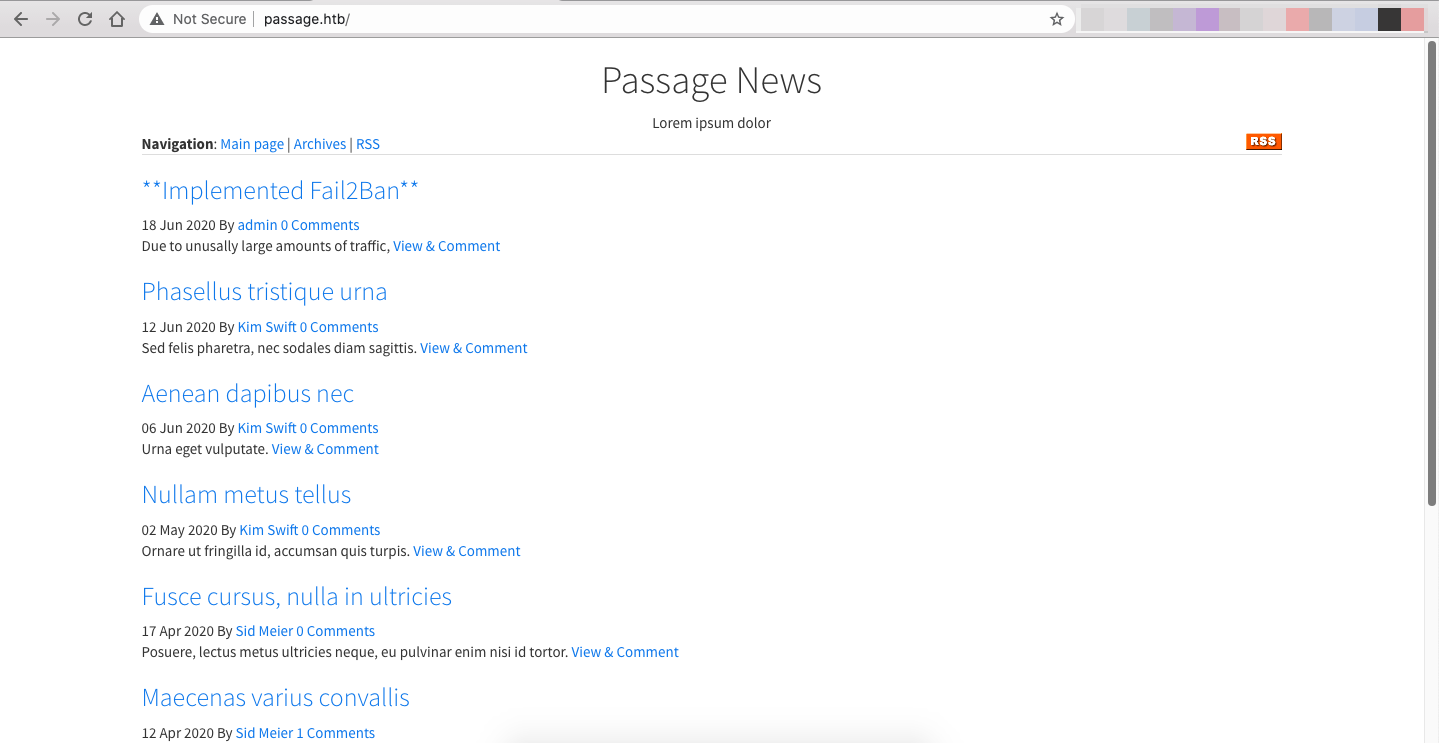 Not Secure passage.htb/
Passage News
Lorem ipsum dolor
Navigation: Main page | Archives | RSS RSS
**Implemented Fail2Ban**
18 Jun 2020 By admin 0 Comments
Due to unusally large amounts of traffic, View & Comment
Phasellus tristique urna
12 Jun 2020 By Kim Swift 0 Comments
Sed felis pharetra, nec sodales diam sagittis. View & Comment
Aenean dapibus nec
06 Jun 2020 By Kim Swift 0 Comments
Urna eget vulputate. View & Comment
Nullam metus tellus
02 May 2020 By Kim Swift 0 Comments
Ornare ut fringilla id, accumsan quis turpis. View & Comment
Fusce cursus, nulla in ultricies
17 Apr 2020 By Sid Meier 0 Comments
Posuere, lectus metus ultricies neque, eu pulvinar enim nisi id tortor. View & Comment
Maecenas varius convallis
12 Apr 2020 By Sid Meier 1 Comments